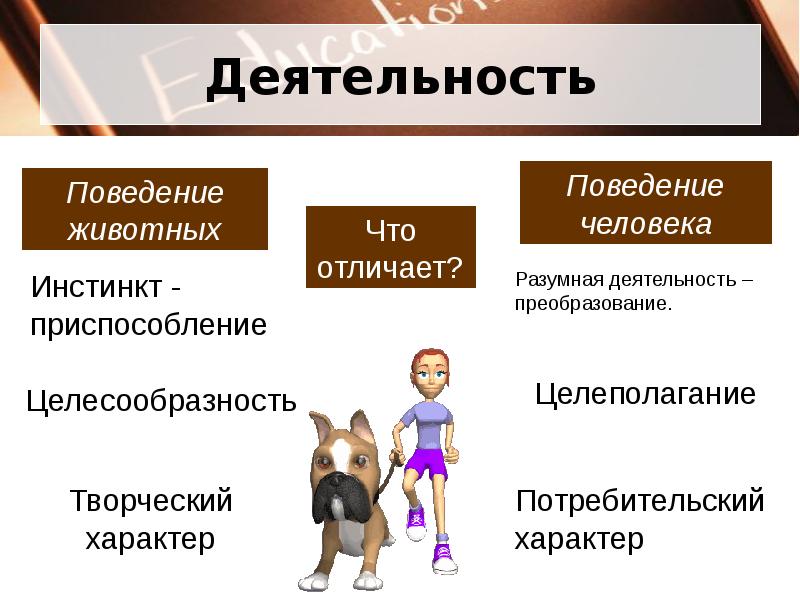 Education
Деятельность
Поведение
животных
Что
отличает?
Поведение
человека
Инстинкт -
приспособление
Разумная деятельность –
преобразование.
Целесообразность
Целеполагание
Творческий
характер
Потребительский
характер